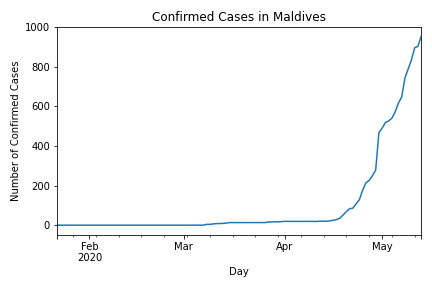 Confirmed Cases in Maldives
1000
800
600
400
200
0
Number of Confirmed Cases
Feb
2020
Mar
Apr
May
Day